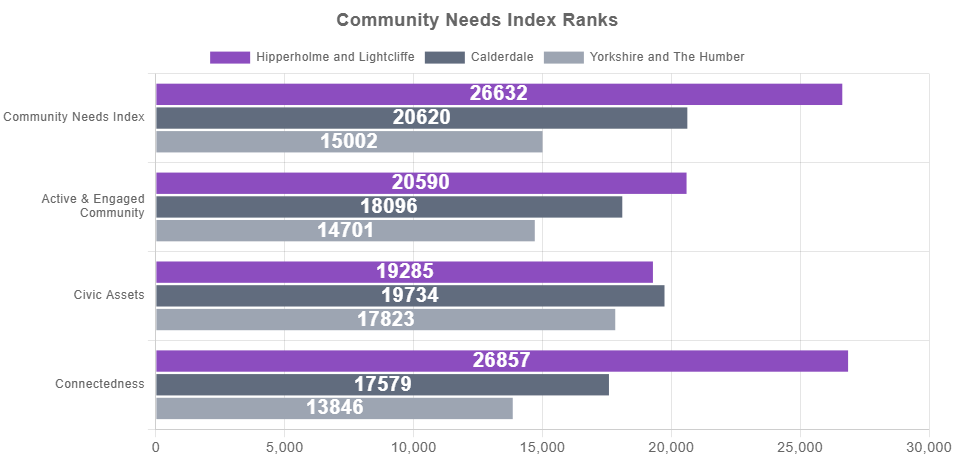 Community Needs Index Ranks
Hipperholme and Lightcliffe Calderdale Yorkshire and The Humber
Community Needs Index
26632
20620
15002
Active & Engaged
Community
20590
18096
14701
Civic Assets
19285
19734
17823
Connectedness
26857
17579
13846
0 5,000 10,000 15,000 20,000 25,000 30,000